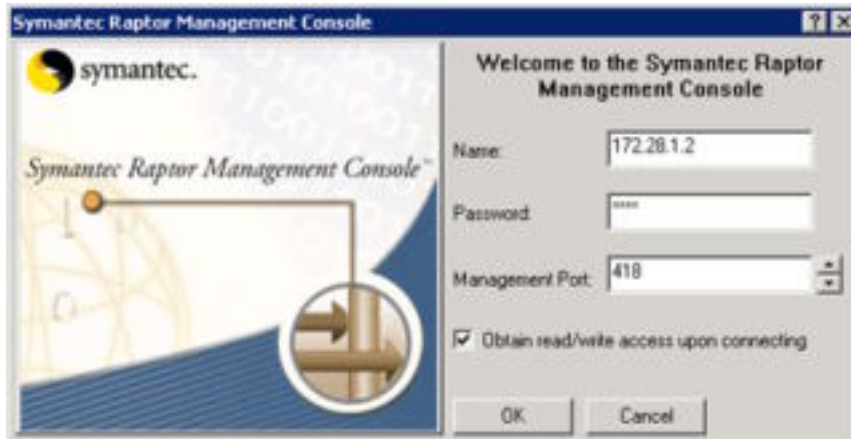 Symantec Raptor Management Console
symantec.
Symantec Raptor Management Console™
Welcome to the Symantec Raptor
Management Console
Name: 172.28.1.2
Password: ****
Management Port: 418
Obtain read/write access upon connecting
OK Cancel